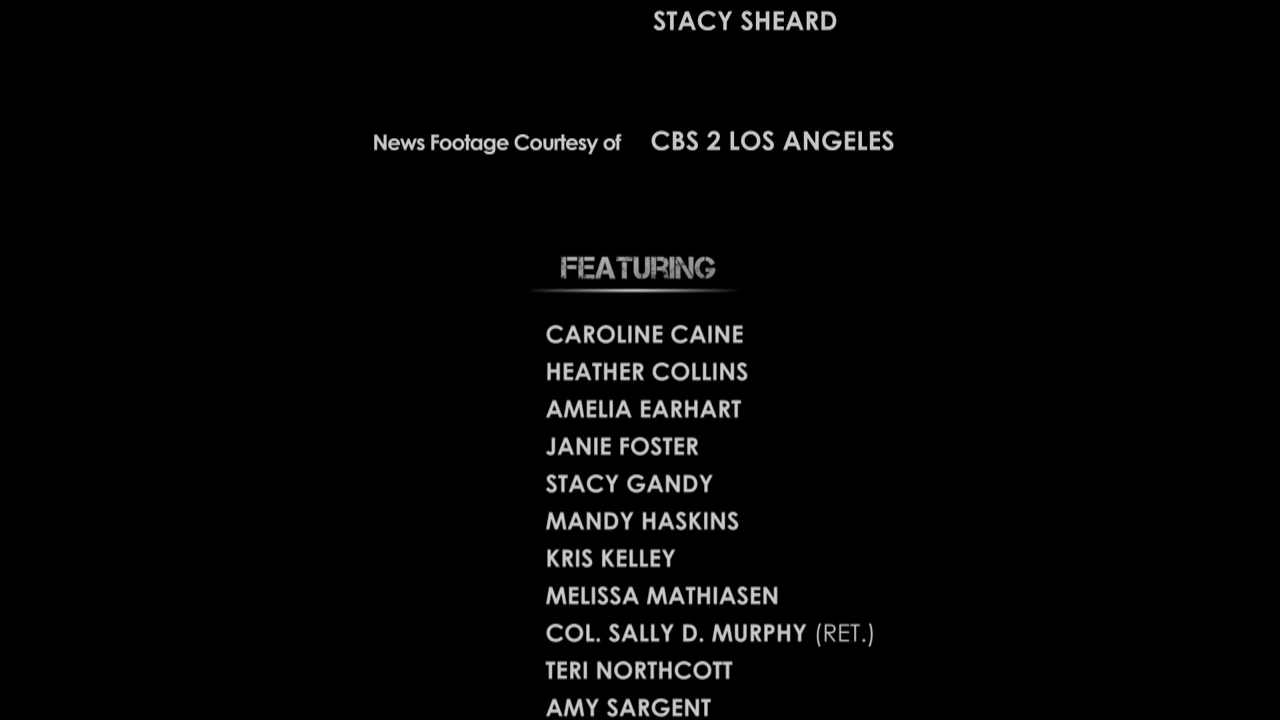 STACY SHEARD
News Footage Courtesy of CBS 2 LOS ANGELES
FEATURING
CAROLINE CAINE
HEATHER COLLINS
AMELIA EARHART
JANIE FOSTER
STACY GANDY
MANDY HASKINS
KRIS KELLEY
MELISSA MATHIASEN
COL. SALLY D. MURPHY (RET.)
TERI NORTHCOTT
AMY SARGENT